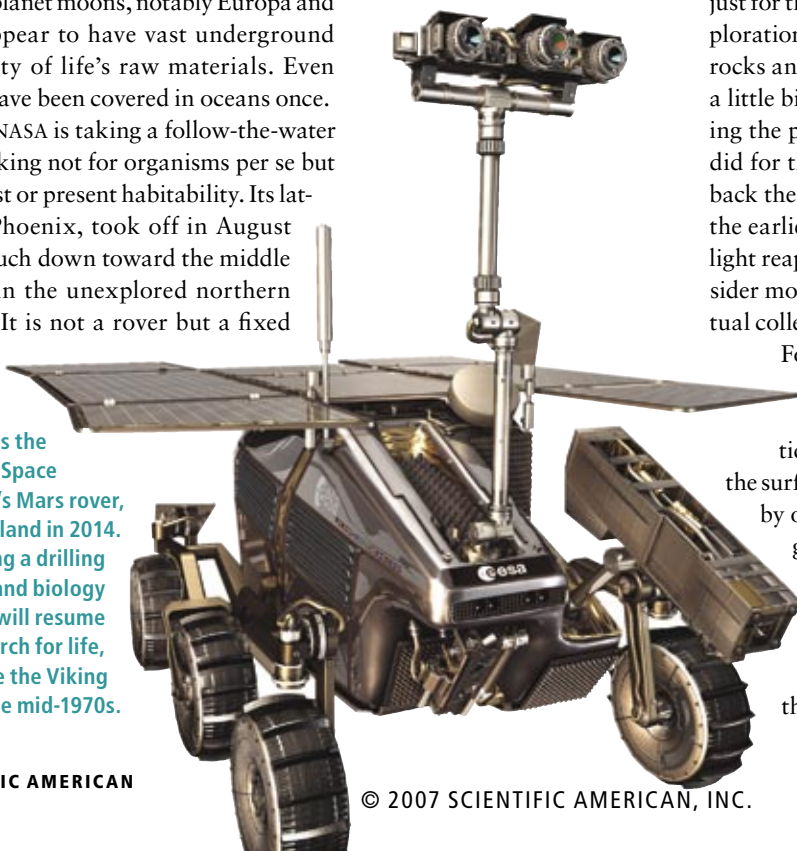 planet moons, notably Europa and
ppear to have vast underground
ty of life's raw materials. Even
ave been covered in oceans once.
NASA is taking a follow-the-water
king not for organisms per se but
st or present habitability. Its lat-
Phoenix, took off in August
uch down toward the middle
n the unexplored northern
It is not a rover but a fixed
s the
Space
's Mars rover,
land in 2014.
ng a drilling
and biology
will resume
rch for life,
e the Viking
e mid-1970s.
esa
just for th
ploration
rocks an
a little bi
ing the p
did for t
back the
the earlie
light reap
sider mo
tual colle
Fo
tic
the surf
by o
g
th
IC AMERICAN
© 2007 SCIENTIFIC AMERICAN, INC.